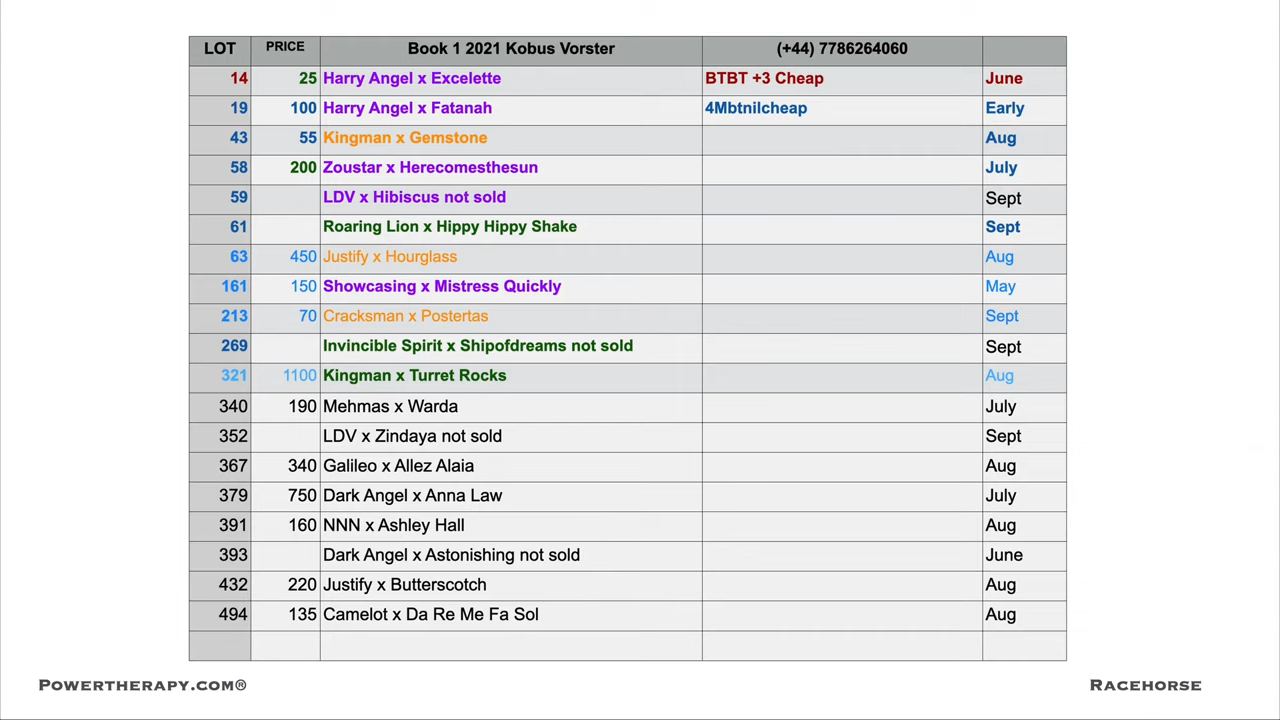 LOT PRICE Book 1 2021 Kobus Vorster (+44) 7786264060
14 25 Harry Angel x Excelette BTBT +3 Cheap June
19 100 Harry Angel x Fatanah 4Mbtnilcheap Early
43 55 Kingman x Gemstone Aug
58 200 Zoustar x Herecomesthesun July
59 LDV x Hibiscus not sold Sept
61 Roaring Lion x Hippy Hippy Shake Sept
63 450 Justify x Hourglass Aug
161 150 Showcasing x Mistress Quickly May
213 70 Cracksman x Postertas Sept
269 Invincible Spirit x Shipofdreams not sold Sept
321 1100 Kingman x Turret Rocks Aug
340 190 Mehmas x Warda July
352 LDV x Zindaya not sold Sept
367 340 Galileo x Allez Alaia Aug
379 750 Dark Angel x Anna Law July
391 160 NNN x Ashley Hall Aug
393 Dark Angel x Astonishing not sold June
432 220 Justify x Butterscotch Aug
494 135 Camelot x Da Re Me Fa Sol Aug
Powertherapy.com® Racehorse